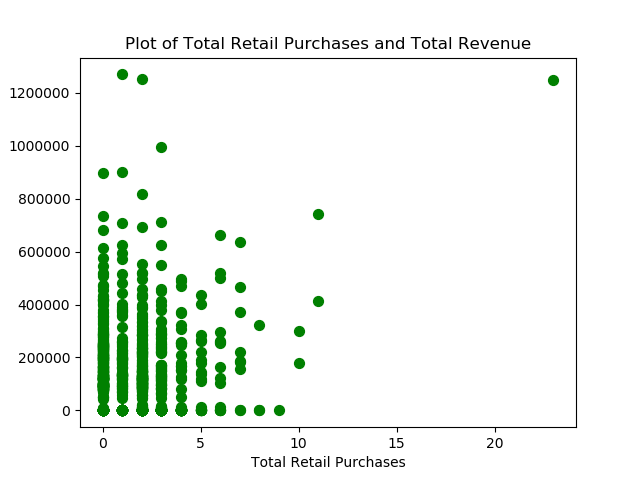 Plot of Total Retail Purchases and Total Revenue
1200000
1000000
800000
600000
400000
200000
0
0 5 10 15 20
Total Retail Purchases